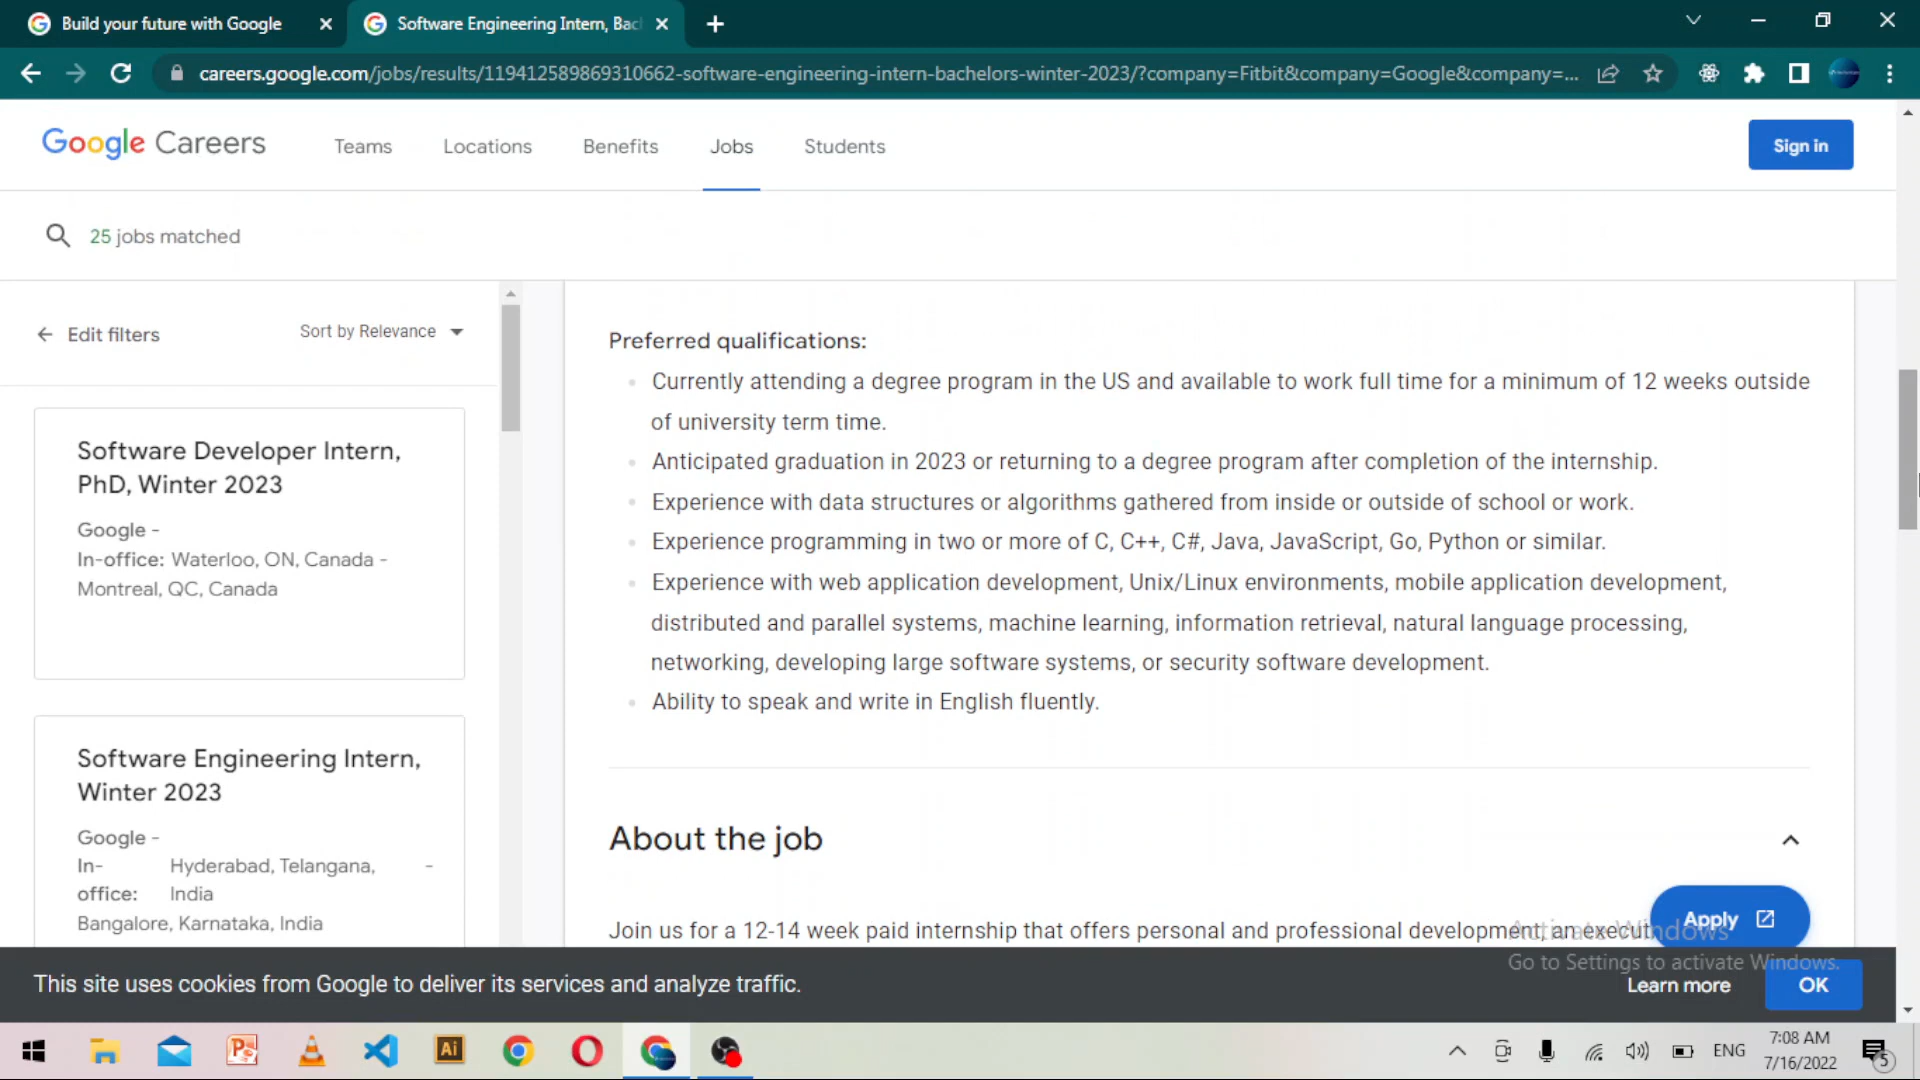 Build your future with Google
Software Engineering Intern, Bac
careers.google.com/jobs/results/119412589869310662-software-engineering-intern-bachelors-winter-2023/?company=Fitbit&company=Google&company=...
Google Careers
Teams
Locations
Benefits
Jobs
Students
Sign in
25 jobs matched
Edit filters
Sort by Relevance
Software Developer Intern,
PhD, Winter 2023
Google -
In-office: Waterloo, ON, Canada -
Montreal, QC, Canada
Software Engineering Intern,
Winter 2023
Google -
In- Hyderabad, Telangana, -
office: India
Bangalore, Karnataka, India
Preferred qualifications:
Currently attending a degree program in the US and available to work full time for a minimum of 12 weeks outside
of university term time.
Anticipated graduation in 2023 or returning to a degree program after completion of the internship.
Experience with data structures or algorithms gathered from inside or outside of school or work.
Experience programming in two or more of C, C++, C#, Java, JavaScript, Go, Python or similar.
Experience with web application development, Unix/Linux environments, mobile application development,
distributed and parallel systems, machine learning, information retrieval, natural language processing,
networking, developing large software systems, or security software development.
Ability to speak and write in English fluently.
About the job
Join us for a 12-14 week paid internship that offers personal and professional development, an execut
Apply
Activate Windows
Go to Settings to activate Windows.
This site uses cookies from Google to deliver its services and analyze traffic.
Learn more
OK
Ai
ENG
7:08 AM
7/16/2022
5